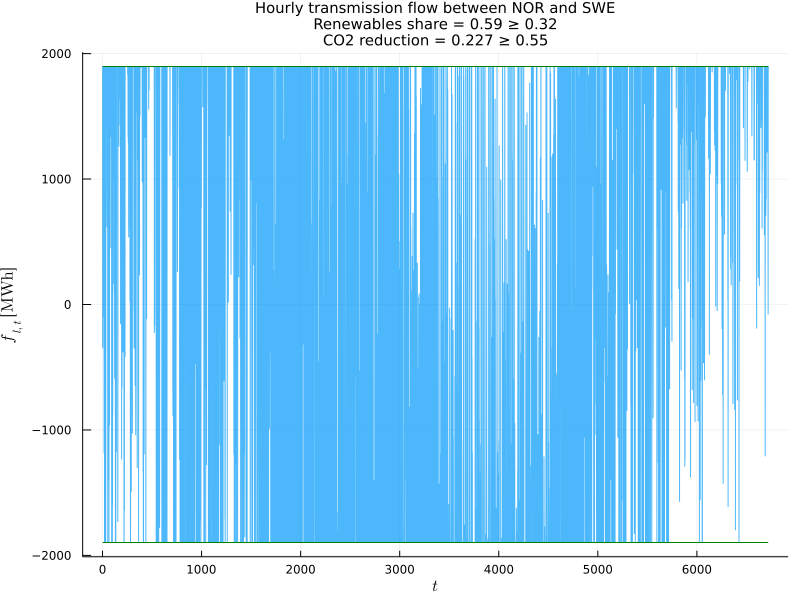 Hourly transmission flow between NOR and SWE
Renewables share = 0.59 ≥ 0.32
CO2 reduction = 0.227 ≥ 0.55
2000
1000
0
−1000
−2000
f l,t [MWh]
0 1000 2000 3000 4000 5000 6000
t